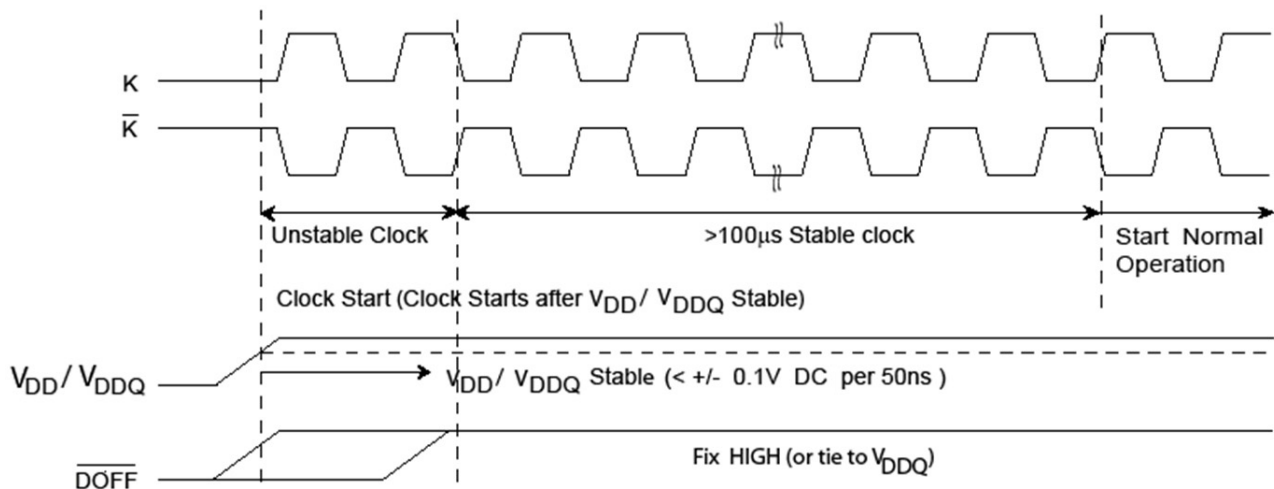 K
K̅
Unstable Clock
>100μs Stable clock
Start Normal
Operation
Clock Start (Clock Starts after VDD / VDDQ Stable)
VDD / VDDQ
VDD / VDDQ Stable (< +/- 0.1V DC per 50ns )
D̅O̅F̅F̅
Fix HIGH (or tie to VDDQ)